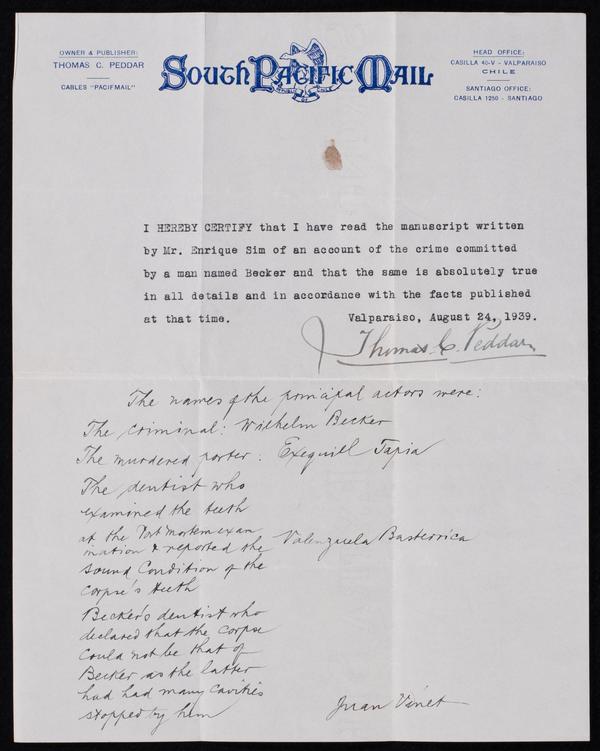 OWNER & PUBLISHER:
THOMAS C. PEDDAR
CABLES "PACIFMAIL"
SOUTH PACIFIC MAIL
HEAD OFFICE:
CASILLA 40-V - VALPARAISO
CHILE
SANTIAGO OFFICE:
CASILLA 1250 - SANTIAGO
I HEREBY CERTIFY that I have read the manuscript written
by Mr. Enrique Sim of an account of the crime committed
by a man named Becker and that the same is absolutely true
in all details and in accordance with the facts published
at that time. Valparaiso, August 24, 1939.
Thomas C. Peddar
The names of the principal actors were:
The criminal: Wilhelm Becker
The murdered porter: Exequiel Tapia
The dentist who
examined the teeth
at the Post Mortem exam
ination & reported the Valenzuela Basterrica
sound condition of the
corpse's teeth
Becker's dentist who
declared that the corpse
could not be that of
Becker as the latter
had had many cavities
stopped by him Juan Vinet